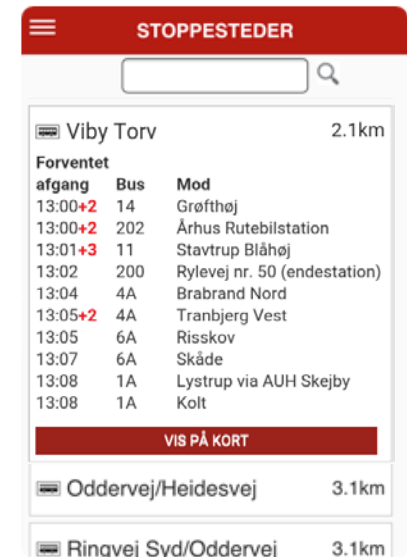 STOPPESTEDER
Viby Torv 2.1km
Forventet
afgang Bus Mod
13:00+2 14 Grøfthøj
13:00+2 202 Århus Rutebilstation
13:01+3 11 Stavtrup Blåhøj
13:02 200 Rylevej nr. 50 (endestation)
13:04 4A Brabrand Nord
13:05+2 4A Tranbjerg Vest
13:05 6A Risskov
13:07 6A Skåde
13:08 1A Lystrup via AUH Skejby
13:08 1A Kolt
VIS PÅ KORT
Oddervej/Heidesvej 3.1km
Ringvej Syd/Oddervej 3.1km